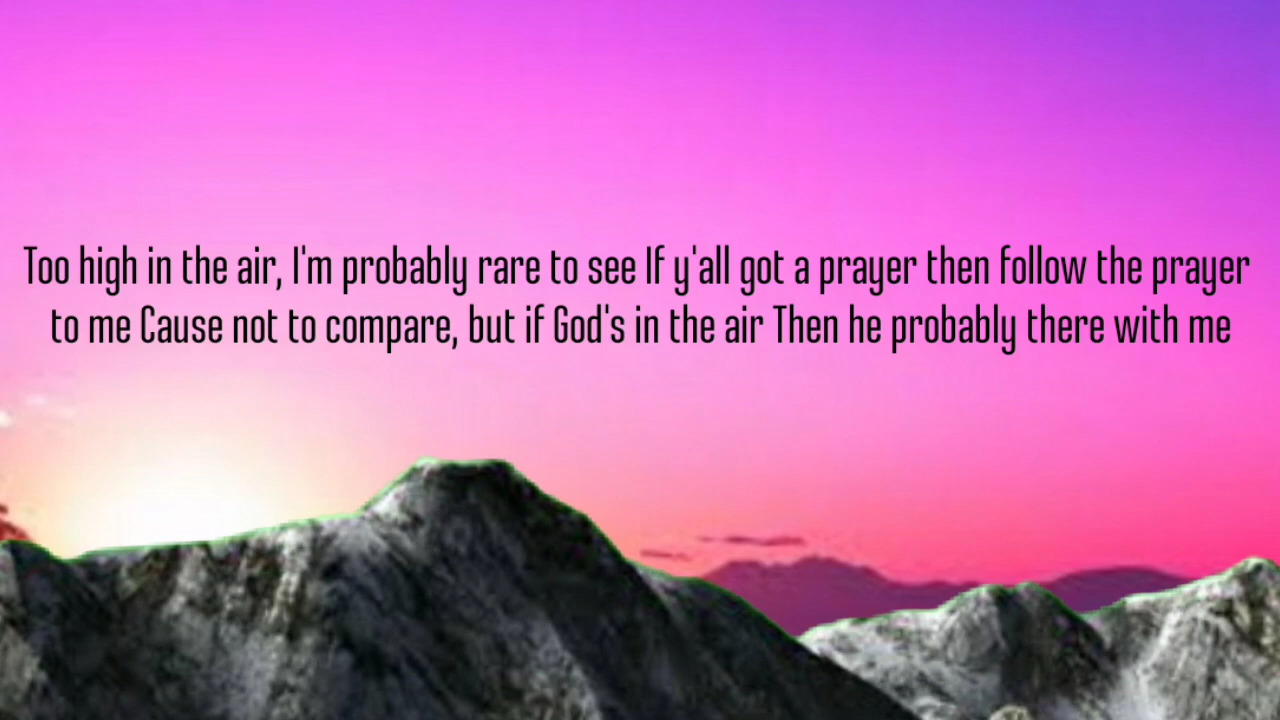 Too high in the air, I'm probably rare to see If y'all got a prayer then follow the prayer
to me Cause not to compare, but if God's in the air Then he probably there with me